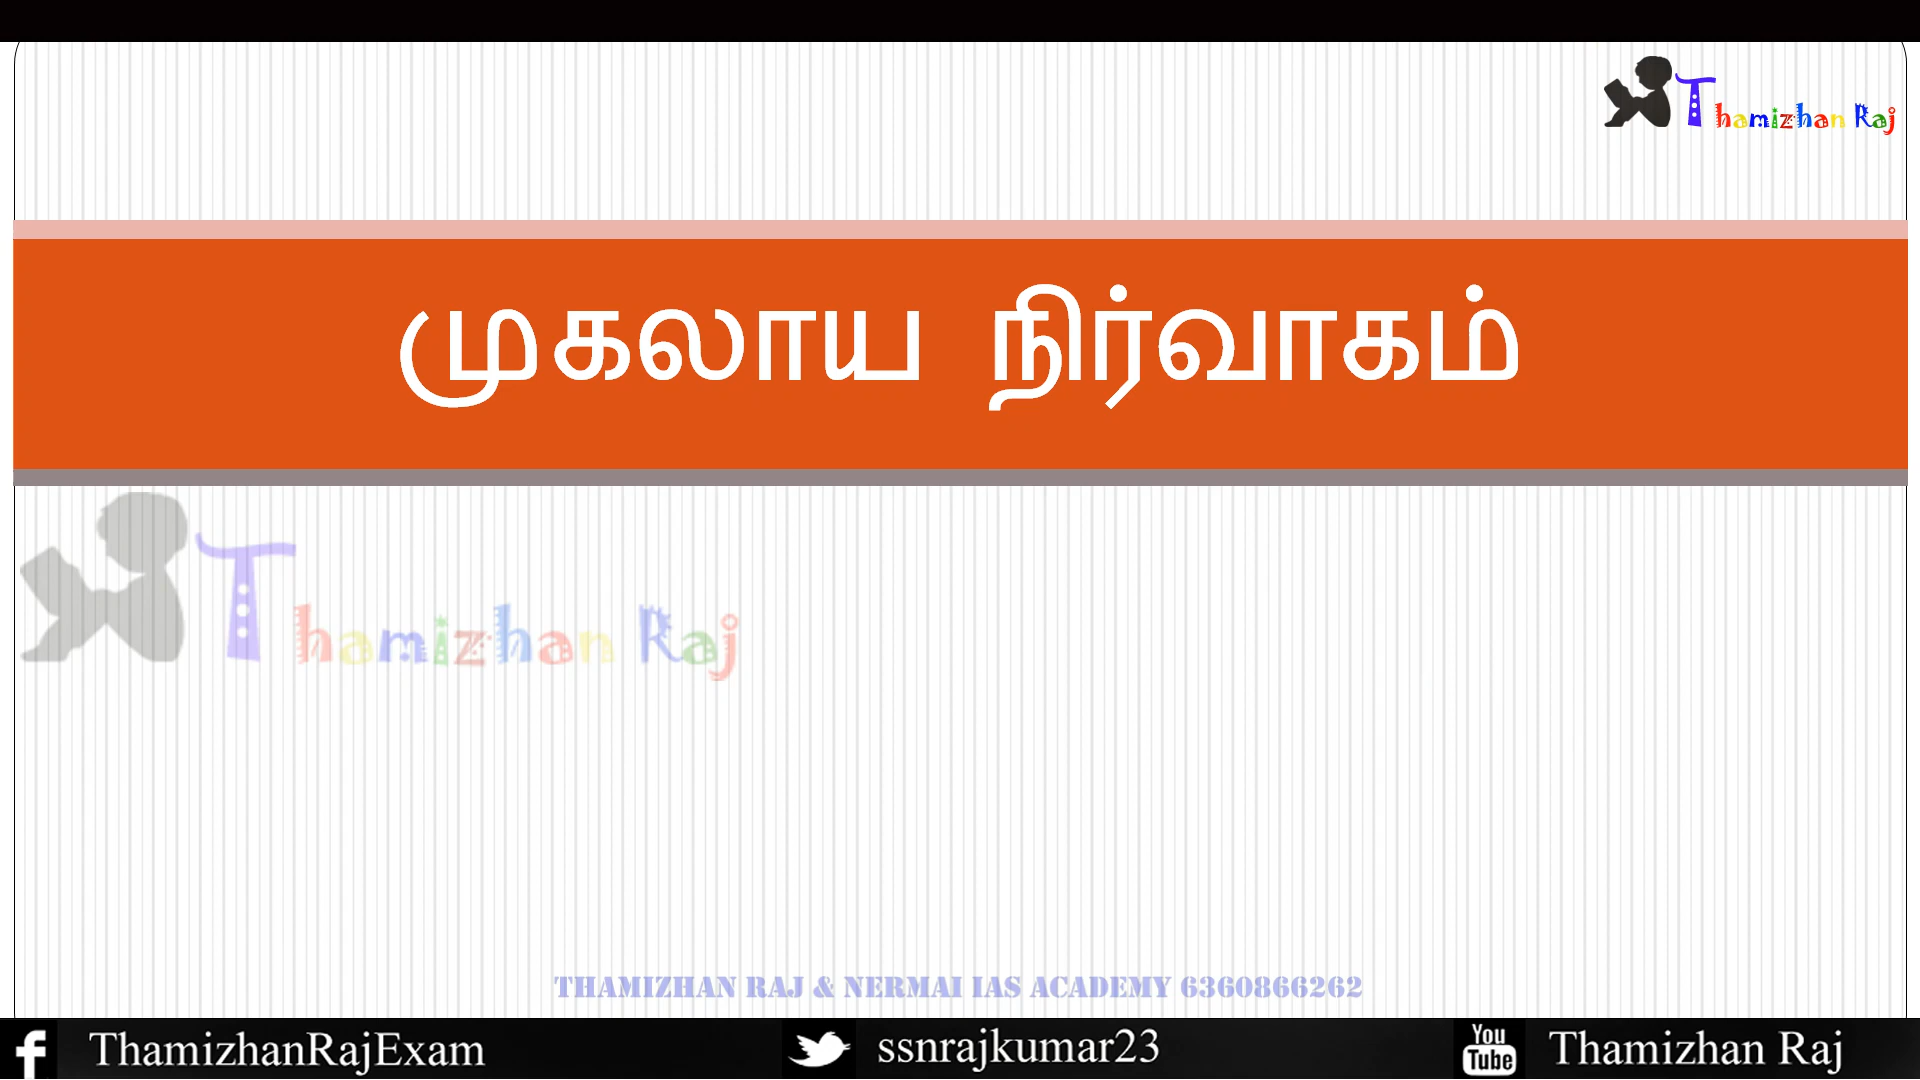 Thamizhan Raj
முகலாய நிர்வாகம்
Thamizhan Raj
THAMIZHAN RAJ & NERMAI IAS ACADEMY 6360866262
f ThamizhanRajExam
ssnrajkumar23
You Tube Thamizhan Raj